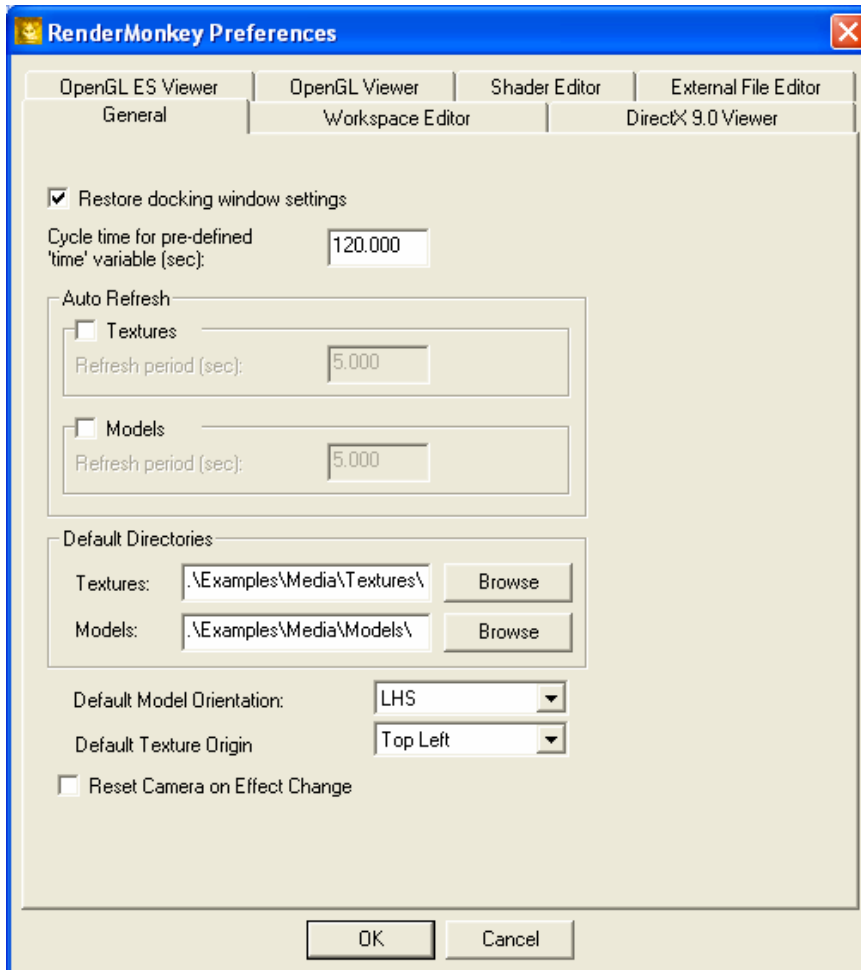 RenderMonkey Preferences
OpenGL ES Viewer
OpenGL Viewer
Shader Editor
External File Editor
General
Workspace Editor
DirectX 9.0 Viewer
Restore docking window settings
Cycle time for pre-defined
'time' variable (sec):
120.000
Auto Refresh
Textures
Refresh period (sec):
5.000
Models
Refresh period (sec):
5.000
Default Directories
Textures:
.\Examples\Media\Textures\
Browse
Models:
.\Examples\Media\Models\
Browse
Default Model Orientation:
LHS
Default Texture Origin
Top Left
Reset Camera on Effect Change
OK
Cancel